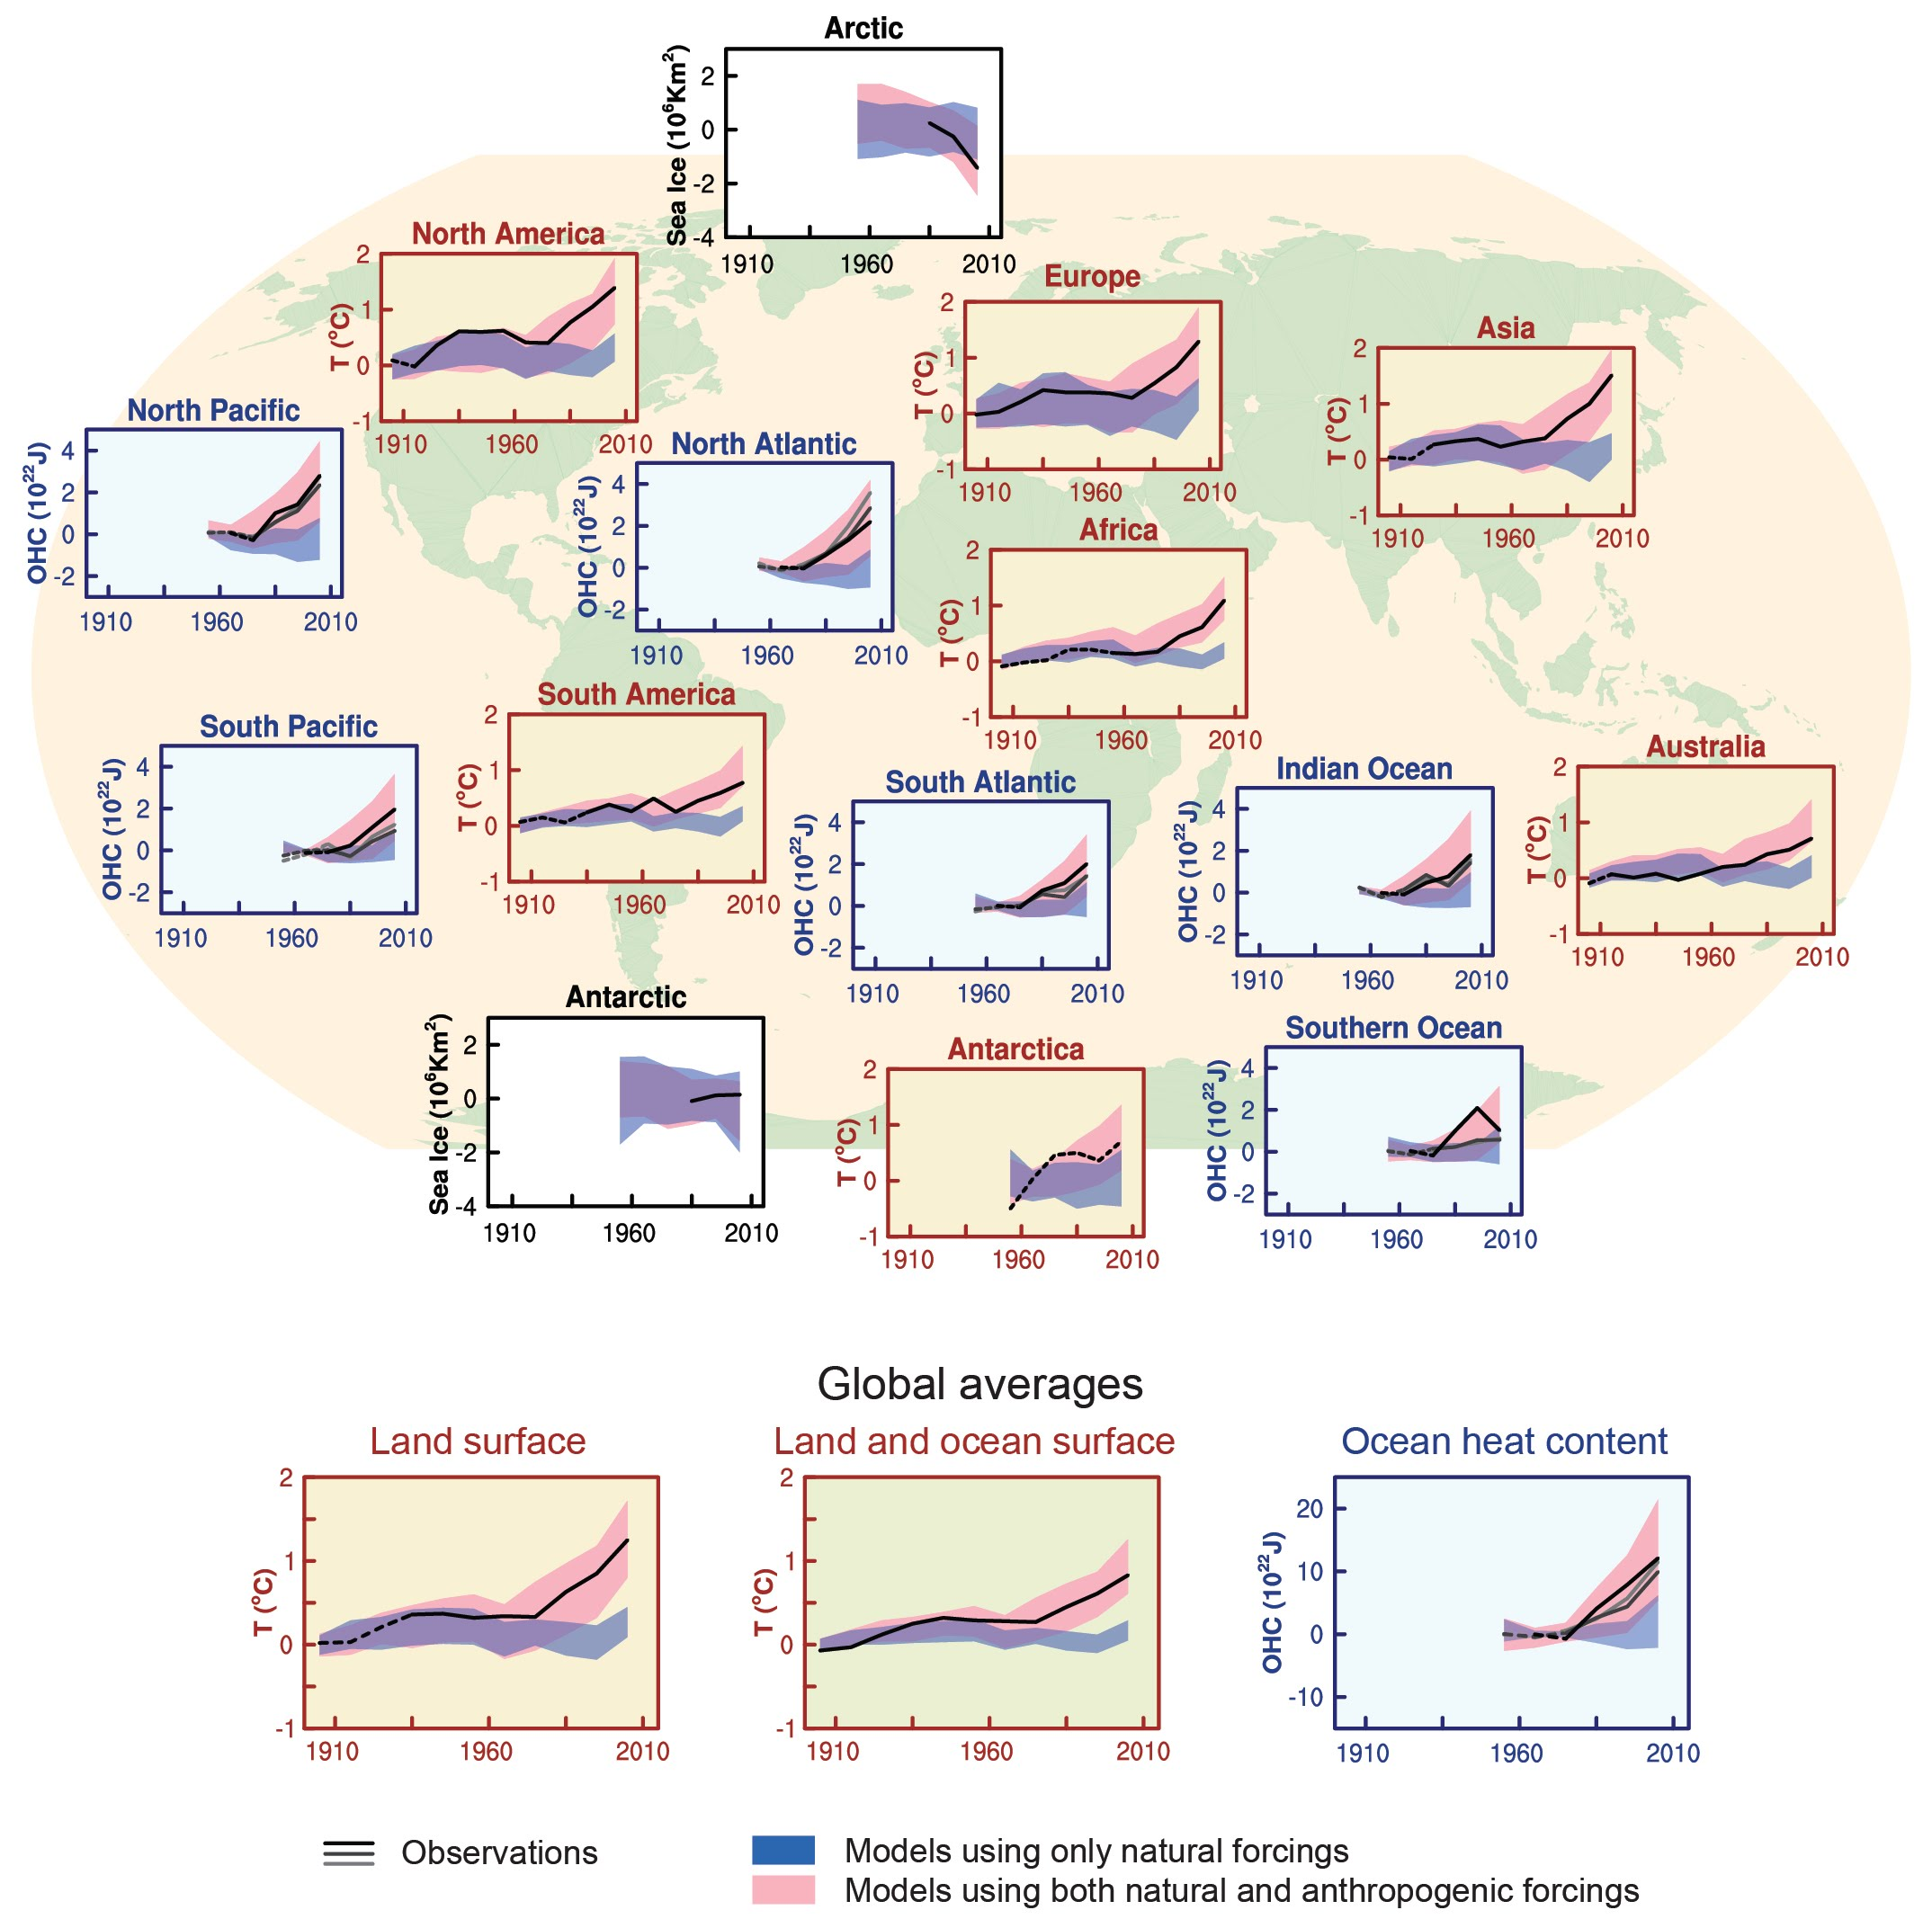 Arctic
Sea Ice (10⁶Km²)
2
0
-2
-4
1910 1960 2010
North America
T (°C)
2
1
0
-1
1910 1960 2010
Europe
T (°C)
2
1
0
-1
1910 1960 2010
Asia
T (°C)
2
1
0
-1
1910 1960 2010
North Pacific
OHC (10²²J)
4
2
0
-2
1910 1960 2010
North Atlantic
OHC (10²²J)
4
2
0
-2
1910 1960 2010
Africa
T (°C)
2
1
0
-1
1910 1960 2010
South Pacific
OHC (10²²J)
4
2
0
-2
1910 1960 2010
South America
T (°C)
2
1
0
-1
1910 1960 2010
South Atlantic
OHC (10²²J)
4
2
0
-2
1910 1960 2010
Indian Ocean
OHC (10²²J)
4
2
0
-2
1910 1960 2010
Australia
T (°C)
2
1
0
-1
1910 1960 2010
Antarctic
Sea Ice (10⁶Km²)
2
0
-2
-4
1910 1960 2010
Antarctica
T (°C)
2
1
0
-1
1910 1960 2010
Southern Ocean
OHC (10²²J)
4
2
0
-2
1910 1960 2010
Global averages
Land surface
T (°C)
2
1
0
-1
1910 1960 2010
Land and ocean surface
T (°C)
2
1
0
-1
1910 1960 2010
Ocean heat content
OHC (10²²J)
20
10
0
-10
1910 1960 2010
Observations
Models using only natural forcings
Models using both natural and anthropogenic forcings